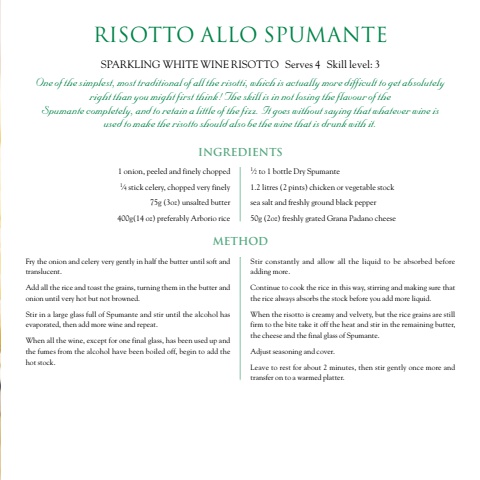 RISOTTO ALLO SPUMANTE
SPARKLING WHITE WINE RISOTTO Serves 4 Skill level: 3
One of the simplest, most traditional of all the risotti, which is actually more difficult to get absolutely
right than you might first think! The skill is in not losing the flavour of the
Spumante completely, and to retain a little of the fizz. It goes without saying that whatever wine is
used to make the risotto should also be the wine that is drunk with it.
INGREDIENTS
1 onion, peeled and finely chopped
¼ stick celery, chopped very finely
75g (3oz) unsalted butter
400g(14 oz) preferably Arborio rice
½ to 1 bottle Dry Spumante
1.2 litres (2 pints) chicken or vegetable stock
sea salt and freshly ground black pepper
50g (2oz) freshly grated Grana Padano cheese
METHOD
Fry the onion and celery very gently in half the butter until soft and
translucent.
Add all the rice and toast the grains, turning them in the butter and
onion until very hot but not browned.
Stir in a large glass full of Spumante and stir until the alcohol has
evaporated, then add more wine and repeat.
When all the wine, except for one final glass, has been used up and
the fumes from the alcohol have been boiled off, begin to add the
hot stock.
Stir constantly and allow all the liquid to be absorbed before
adding more.
Continue to cook the rice in this way, stirring and making sure that
the rice always absorbs the stock before you add more liquid.
When the risotto is creamy and velvety, but the rice grains are still
firm to the bite take it off the heat and stir in the remaining butter,
the cheese and the final glass of Spumante.
Adjust seasoning and cover.
Leave to rest for about 2 minutes, then stir gently once more and
transfer on to a warmed platter.